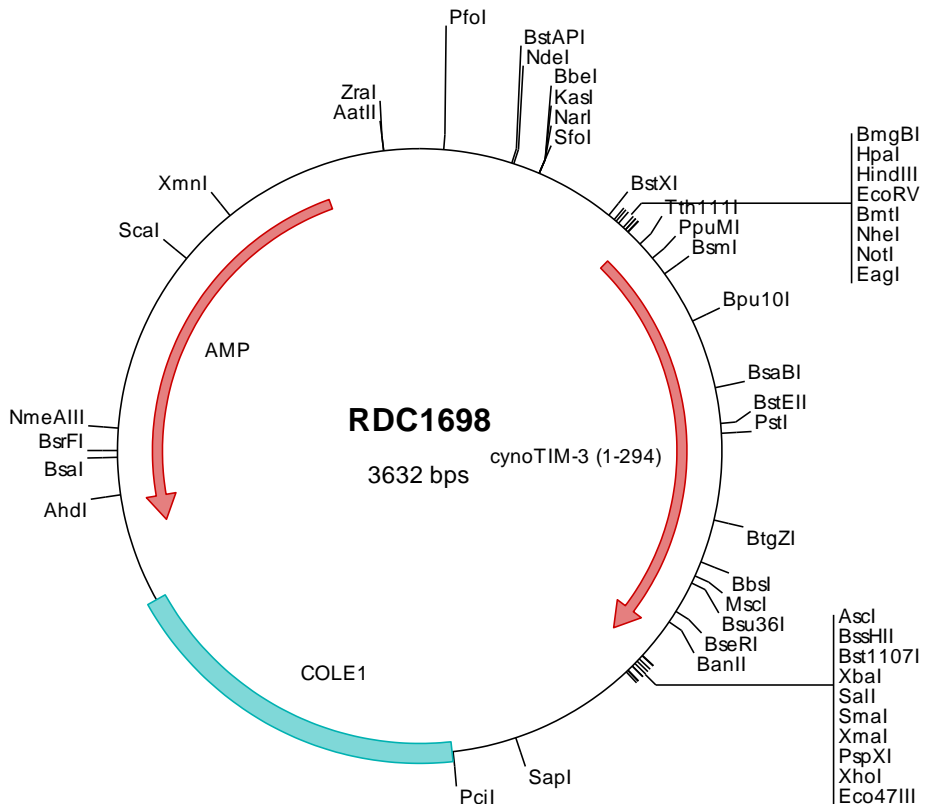 PfoI
BstAPI
NdeI
BbeI
KasI
NarI
SfoI
ZraI
AatII
XmnI
ScaI
BstXI
Tth111I
PpuMI
BsmI
BmgBI
HpaI
HindIII
EcoRV
BmtI
NheI
NotI
EagI
Bpu10I
BsaBI
BstEII
PstI
AMP
NmeAIII
BsrFI
BsaI
AhdI
RDC1698
3632 bps
cynoTIM-3 (1-294)
BtgZI
BbsI
MscI
Bsu36I
BseRI
BanII
AscI
BssHII
Bst1107I
XbaI
SalI
SmaI
XmaI
PspXI
XhoI
Eco47III
COLE1
SapI
PciI